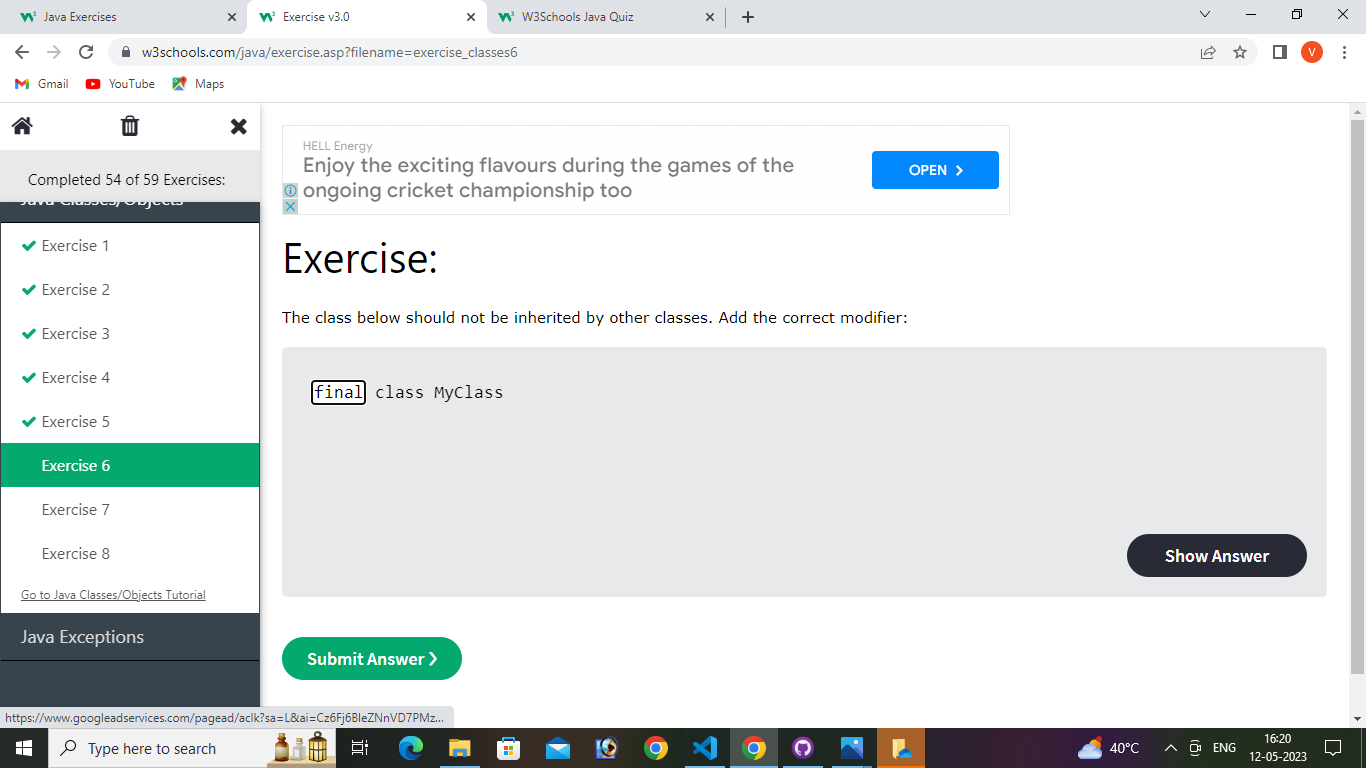 Java Exercises
Exercise v3.0
W3Schools Java Quiz
w3schools.com/java/exercise.asp?filename=exercise_classes6
V
Gmail
YouTube
Maps
Completed 54 of 59 Exercises:
Java Classes/Objects
Exercise 1
Exercise 2
Exercise 3
Exercise 4
Exercise 5
Exercise 6
Exercise 7
Exercise 8
Go to Java Classes/Objects Tutorial
Java Exceptions
HELL Energy
Enjoy the exciting flavours during the games of the
ongoing cricket championship too
OPEN
Exercise:
The class below should not be inherited by other classes. Add the correct modifier:
final class MyClass
Show Answer
Submit Answer ❯
https://www.googleadservices.com/pagead/aclk?sa=L&ai=Cz6Fj6BleZNnVD7PMz...
Type here to search
40°C
ENG
16:20
12-05-2023